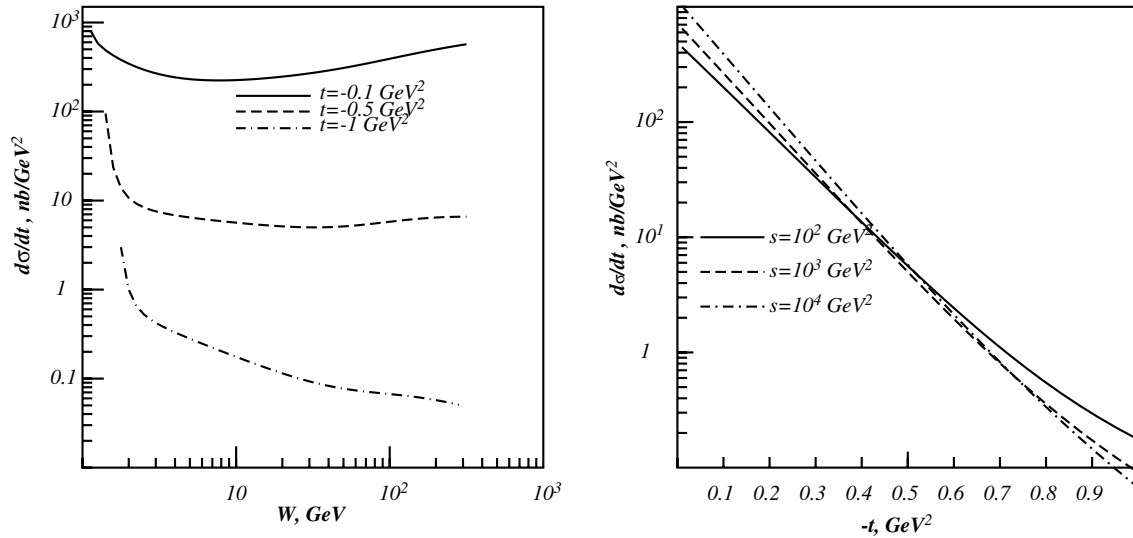 dσ/dt , nb/GeV²
10³
10²
10
1
0.1
t=-0.1 GeV²
t=-0.5 GeV²
t=-1 GeV²
10
10²
10³
W, GeV
dσ/dt , nb/GeV²
10²
10¹
1
s=10² GeV²
s=10³ GeV²
s=10⁴ GeV²
0.1 0.2 0.3 0.4 0.5 0.6 0.7 0.8 0.9
-t, GeV²